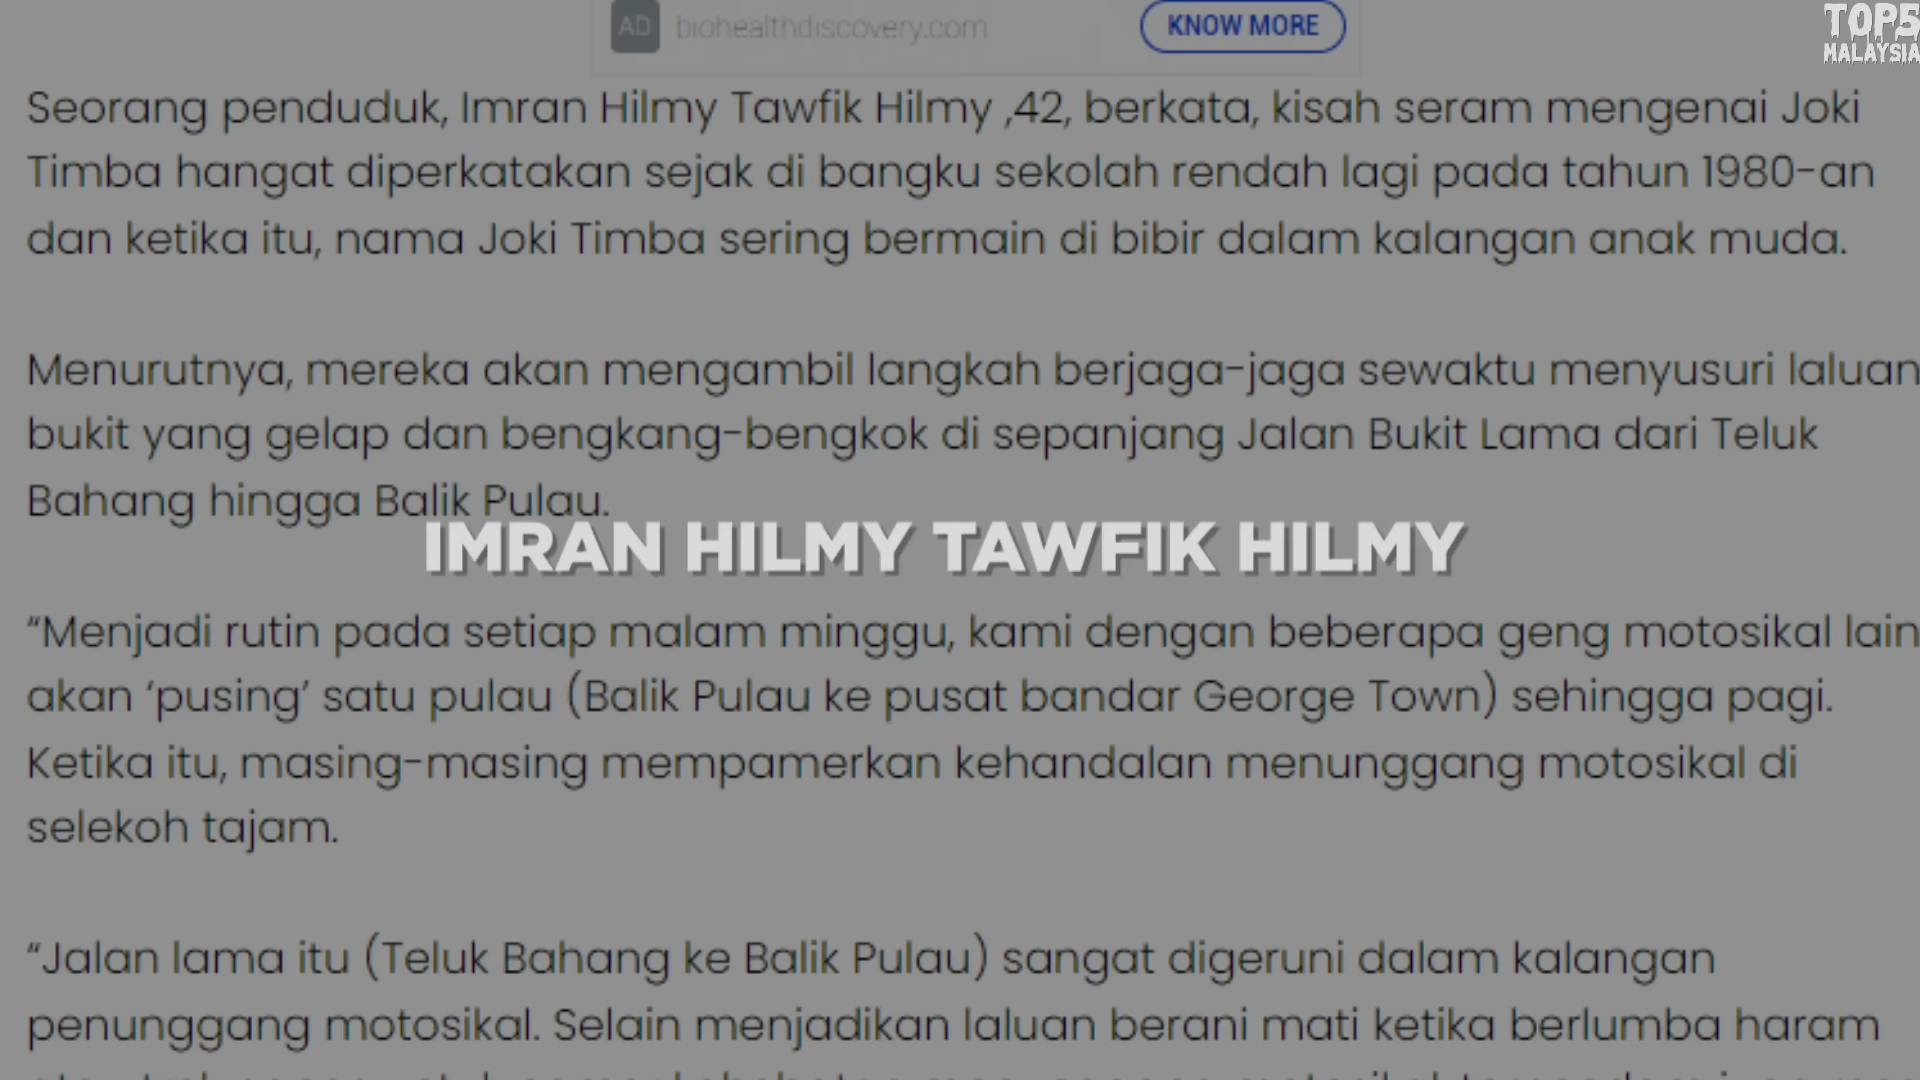 AD biohealthdiscovery.com KNOW MORE
TOP5
MALAYSIA
Seorang penduduk, Imran Hilmy Tawfik Hilmy ,42, berkata, kisah seram mengenai Joki
Timba hangat diperkatakan sejak di bangku sekolah rendah lagi pada tahun 1980-an
dan ketika itu, nama Joki Timba sering bermain di bibir dalam kalangan anak muda.
Menurutnya, mereka akan mengambil langkah berjaga-jaga sewaktu menyusuri laluan
bukit yang gelap dan bengkang-bengkok di sepanjang Jalan Bukit Lama dari Teluk
Bahang hingga Balik Pulau.
IMRAN HILMY TAWFIK HILMY
“Menjadi rutin pada setiap malam minggu, kami dengan beberapa geng motosikal lain
akan ‘pusing’ satu pulau (Balik Pulau ke pusat bandar George Town) sehingga pagi.
Ketika itu, masing-masing mempamerkan kehandalan menunggang motosikal di
selekoh tajam.
“Jalan lama itu (Teluk Bahang ke Balik Pulau) sangat digeruni dalam kalangan
penunggang motosikal. Selain menjadikan laluan berani mati ketika berlumba haram